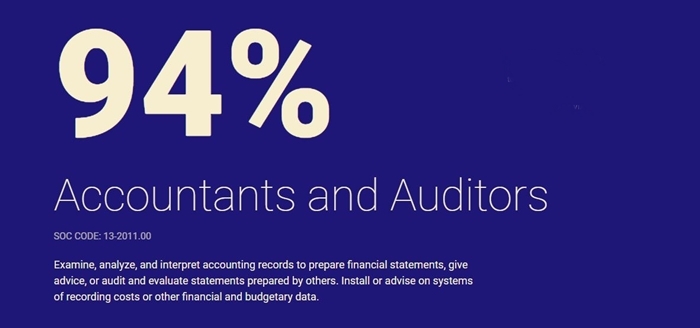 94%
Accountants and Auditors
SOC CODE: 13-2011.00
Examine, analyze, and interpret accounting records to prepare financial statements, give
advice, or audit and evaluate statements prepared by others. Install or advise on systems
of recording costs or other financial and budgetary data.